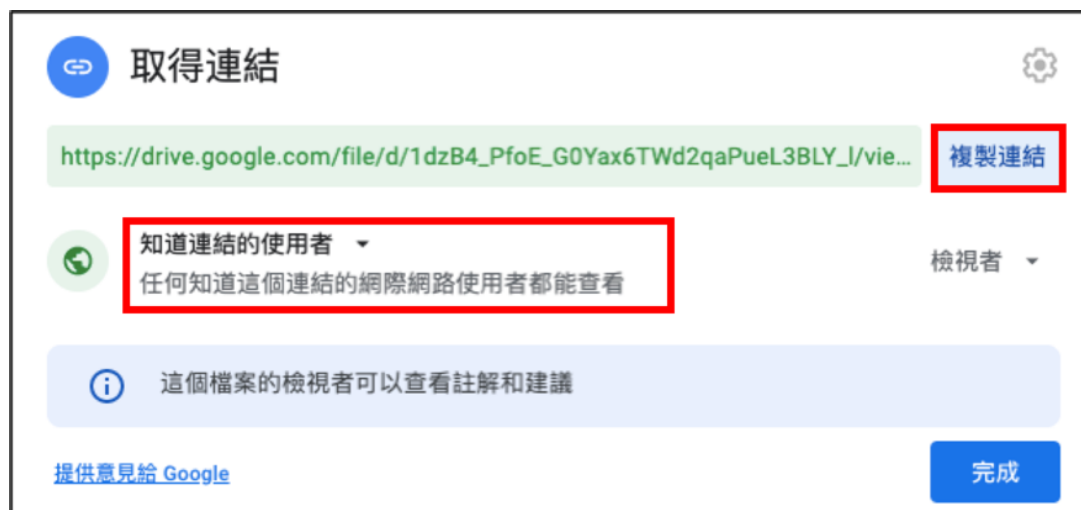 取得連結
https://drive.google.com/file/d/1dzB4_PfoE_G0Yax6TWd2qaPueL3BLY_l/vie...
複製連結
知道連結的使用者
任何知道這個連結的網際網路使用者都能查看
檢視者
這個檔案的檢視者可以查看註解和建議
提供意見給 Google
完成